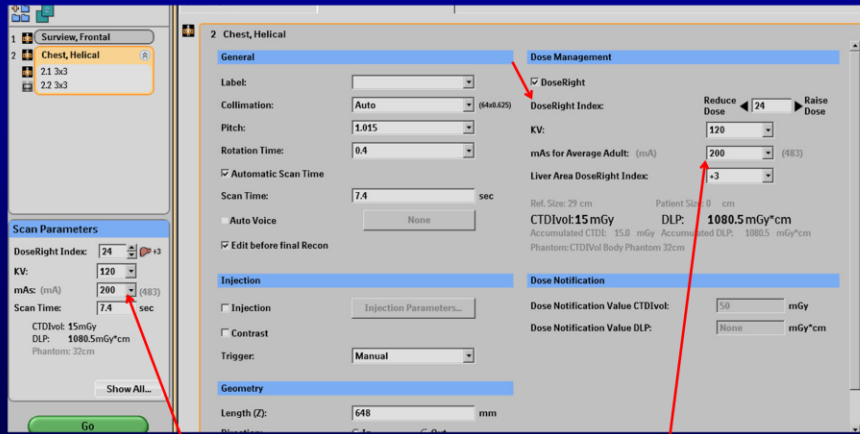 1 Surview, Frontal
2 Chest, Helical
2.1 3x3
2.2 3x3
Scan Parameters
DoseRight Index: 24 +3
KV: 120
mAs: (mA) 200 (483)
Scan Time: 7.4 sec
CTDIvol: 15mGy
DLP: 1080.5mGy*cm
Phantom: 32cm
Show All...
Go
2 Chest, Helical
General
Label:
Collimation: Auto (64x0.625)
Pitch: 1.015
Rotation Time: 0.4
Automatic Scan Time
Scan Time: 7.4 sec
Auto Voice None
Edit before final Recon
Injection
Injection Injection Parameters...
Contrast
Trigger: Manual
Geometry
Length (Z): 648 mm
Dose Management
DoseRight
DoseRight Index: Reduce Dose 24 Raise Dose
KV: 120
mAs for Average Adult: (mA) 200 (483)
Liver Area DoseRight Index: +3
Ref. Size: 29 cm Patient Size: 0 cm
CTDIvol: 15 mGy DLP: 1080.5 mGy*cm
Accumulated CTDI: 15.0 mGy Accumulated DLP: 1080.5 mGy*cm
Phantom: CTDIVol Body Phantom 32cm
Dose Notification
Dose Notification Value CTDIvol: 50 mGy
Dose Notification Value DLP: None mGy*cm